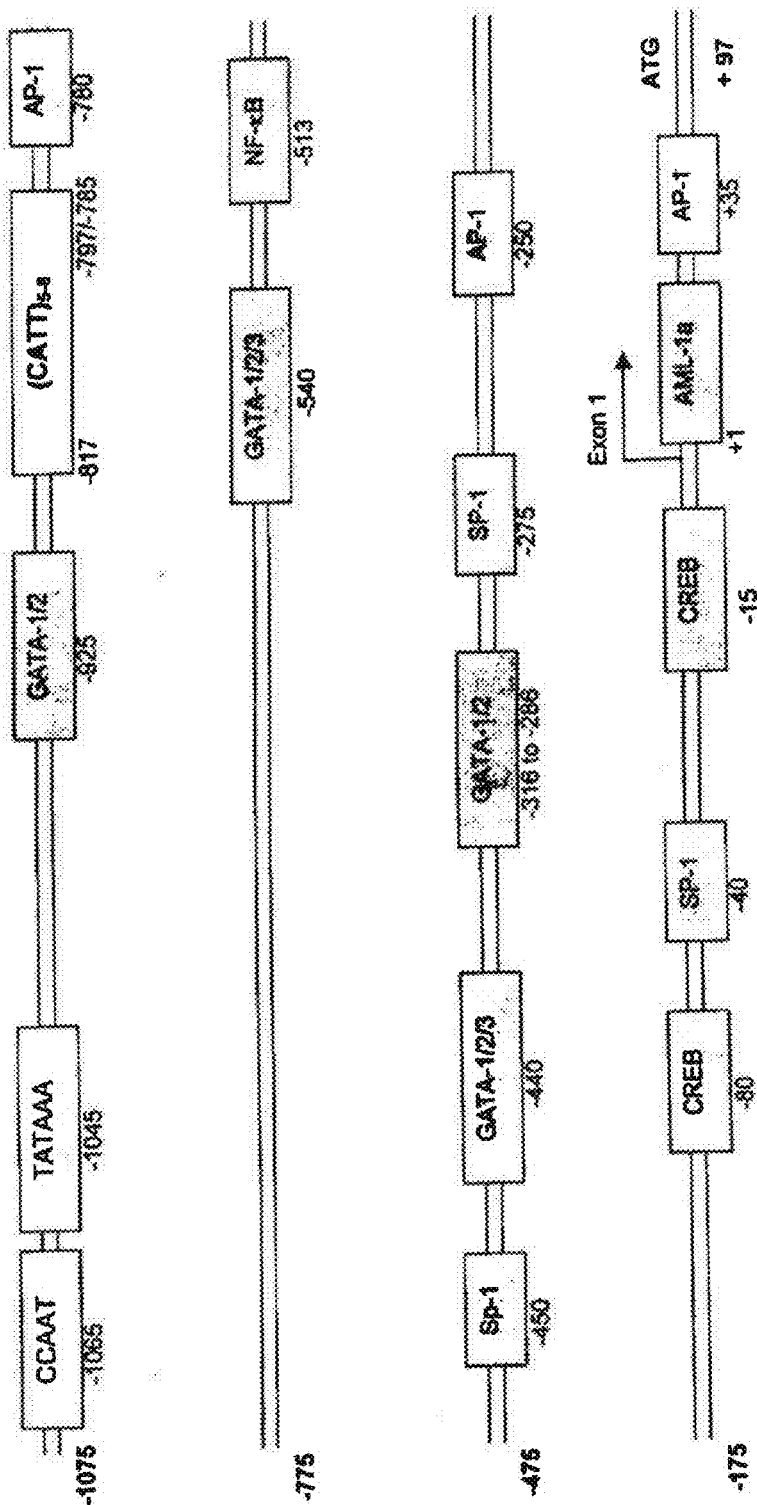 CCAAT TATAAA GATA-1/2 (CATT)5-8 AP-1
-1075 -1065 -1045 -925 -817 -797/-785 -780
GATA-1/2/3 NF-κB
-775 -540 -513
Sp-1 GATA-1/2/3 GATA-1/2 SP-1 AP-1
-475 -450 -440 -316 to -286 -275 -250
Exon 1
CREB SP-1 CREB AML-1a AP-1 ATG
-175 -80 -40 -15 +1 +35 + 97